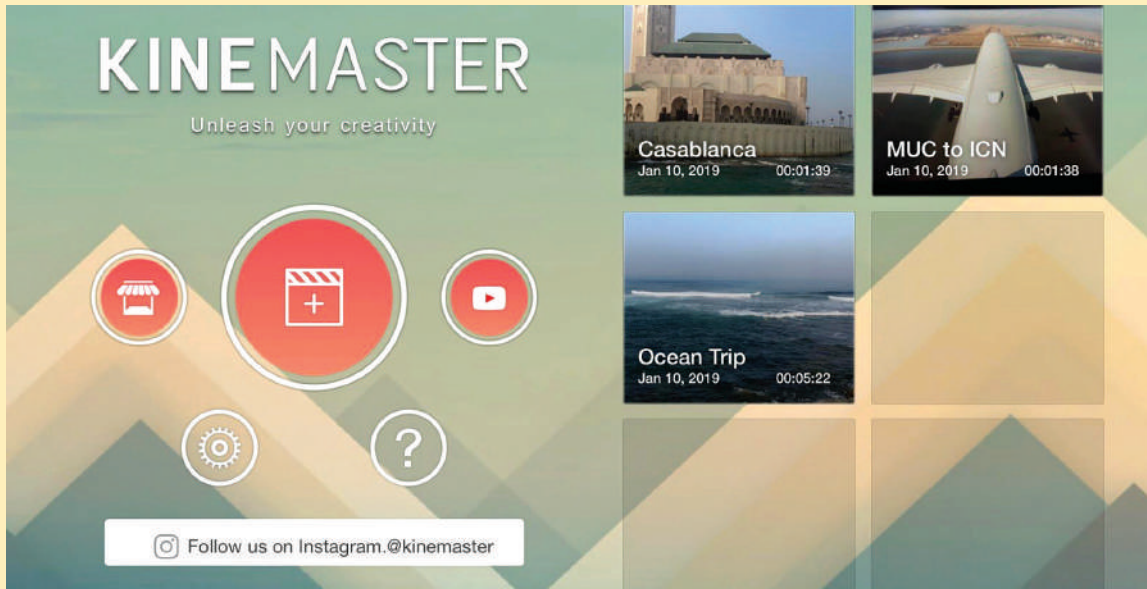 KINEMASTER
Unleash your creativity
Follow us on Instagram.@kinemaster
Casablanca
Jan 10, 2019 00:01:39
MUC to ICN
Jan 10, 2019 00:01:38
Ocean Trip
Jan 10, 2019 00:05:22